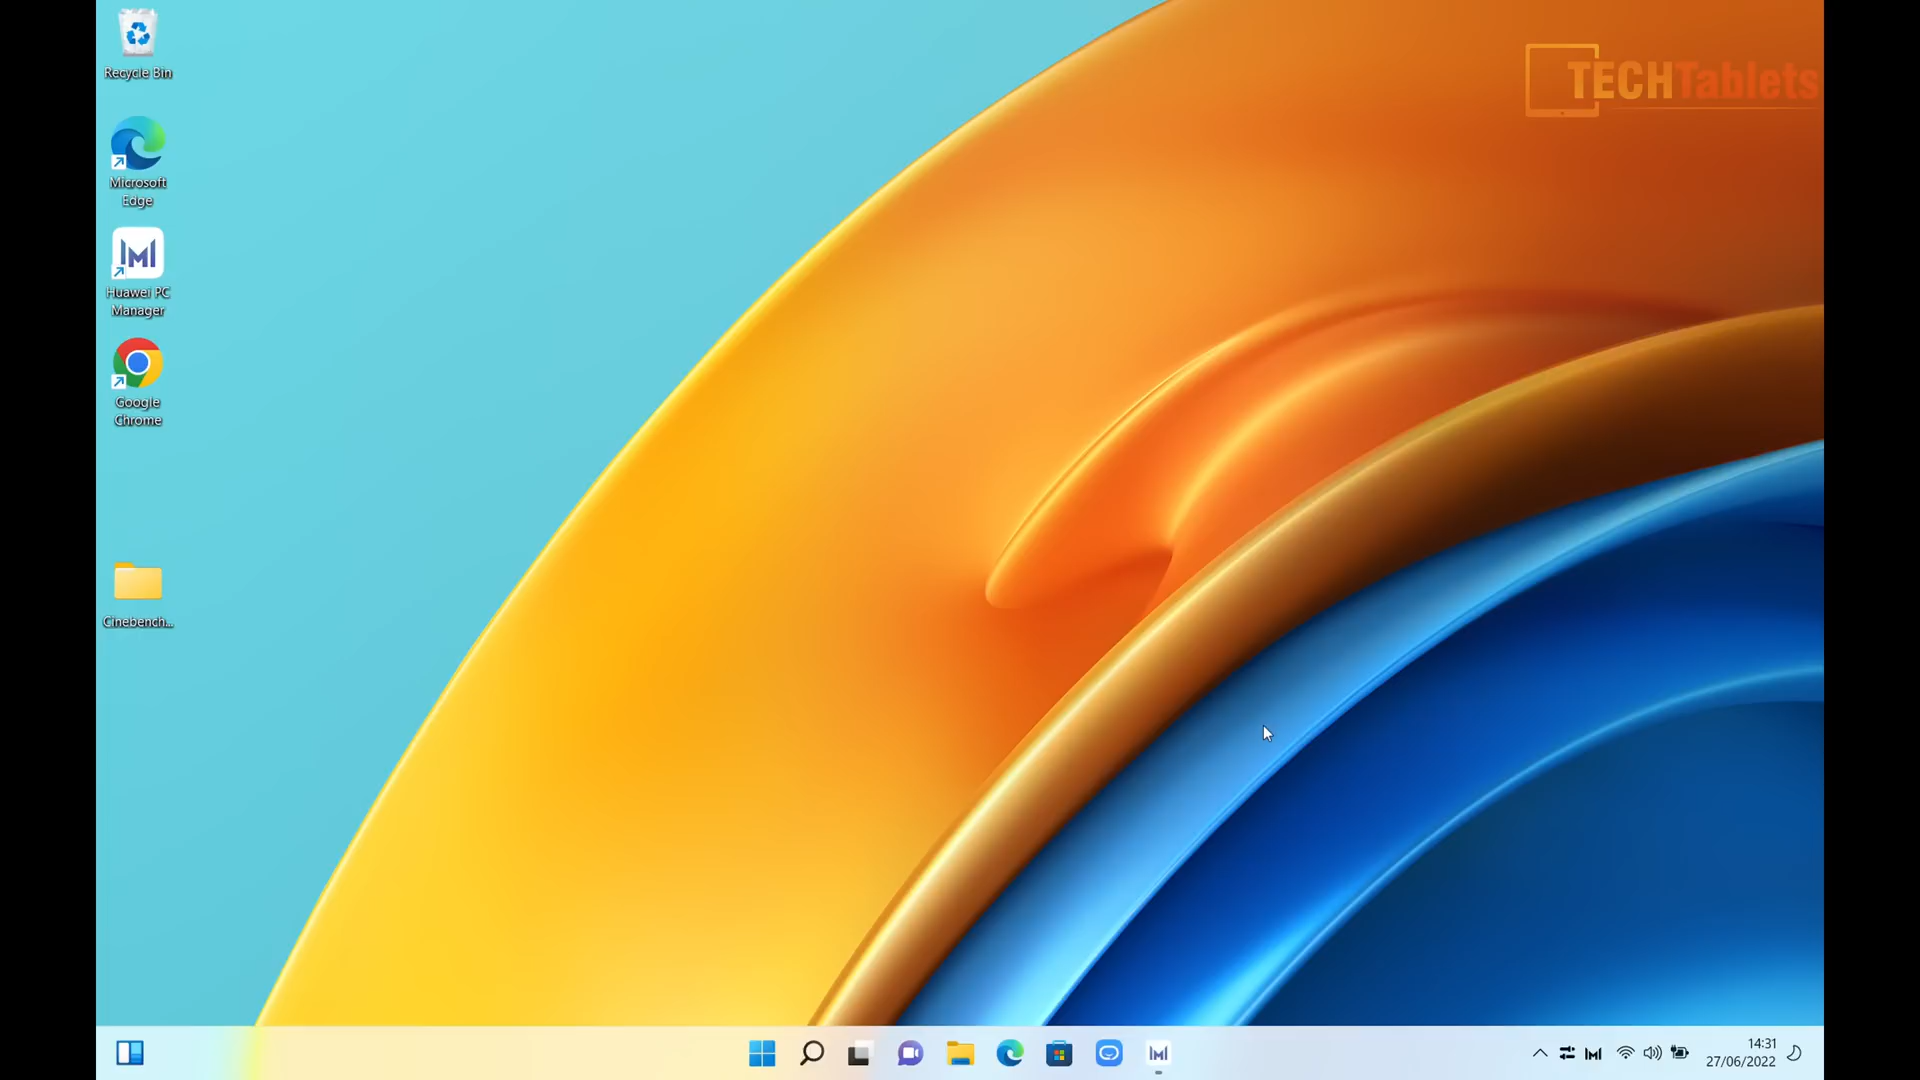 TECHTablets
Recycle Bin
Microsoft
Edge
Huawei PC
Manager
Google
Chrome
Cinebench...
14:31
27/06/2022